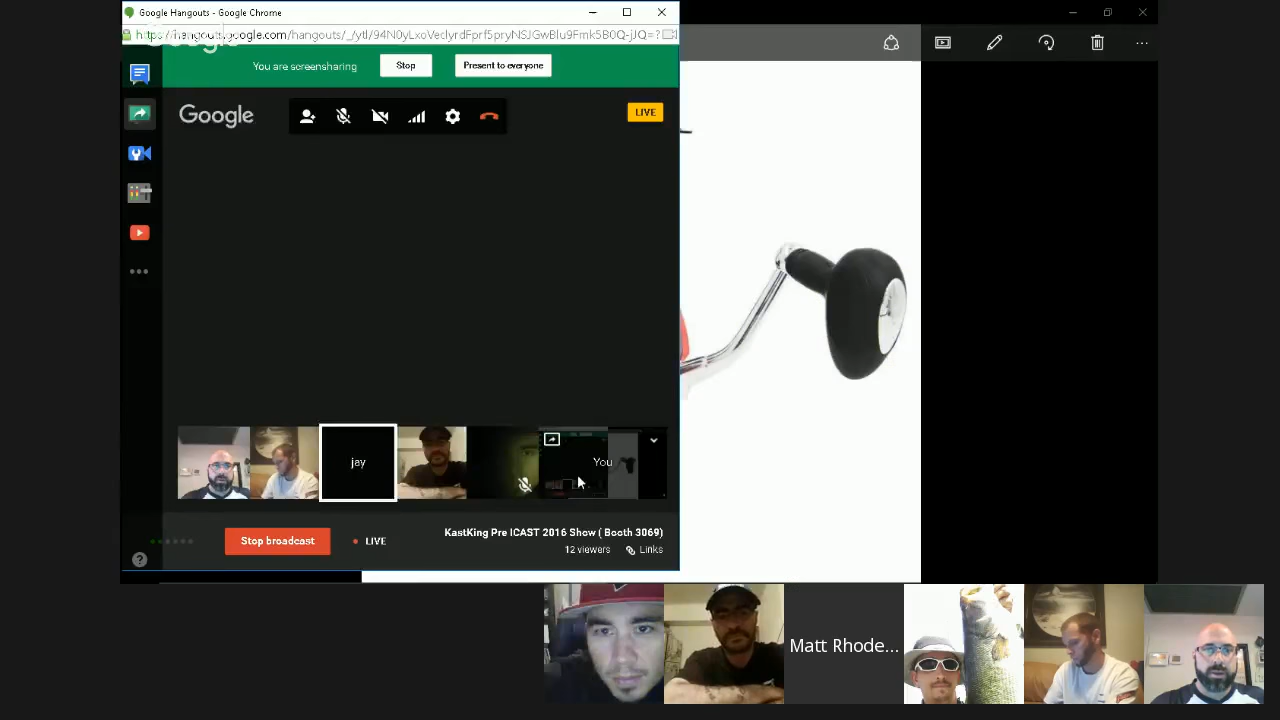 Google Hangouts - Google Chrome
You are screensharing
Stop
Present to everyone
Google
LIVE
jay
You
Stop broadcast
LIVE
KastKing Pre ICAST 2016 Show ( Booth 3069)
12 viewers
Links
Matt Rhode...